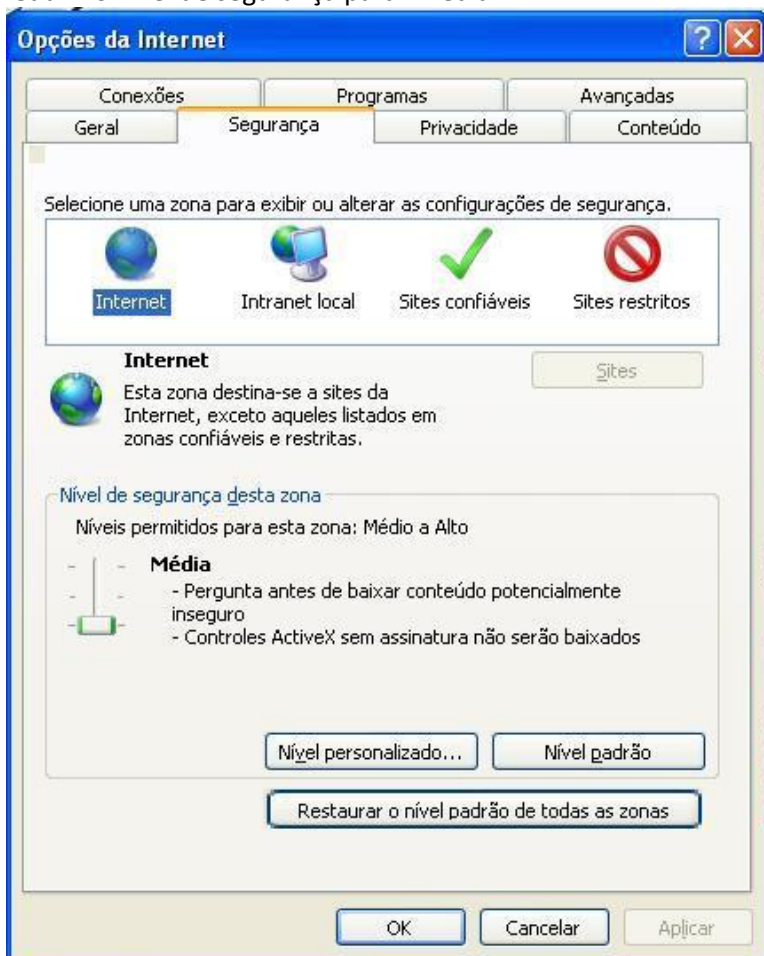 Opções da Internet
Conexões Programas Avançadas
Geral Segurança Privacidade Conteúdo
Selecione uma zona para exibir ou alterar as configurações de segurança.
Internet Intranet local Sites confiáveis Sites restritos
Internet
Sites
Esta zona destina-se a sites da
Internet, exceto aqueles listados em
zonas confiáveis e restritas.
Nível de segurança desta zona
Níveis permitidos para esta zona: Médio a Alto
Média
- Pergunta antes de baixar conteúdo potencialmente
inseguro
- Controles ActiveX sem assinatura não serão baixados
Nível personalizado... Nível padrão
Restaurar o nível padrão de todas as zonas
OK Cancelar Aplicar